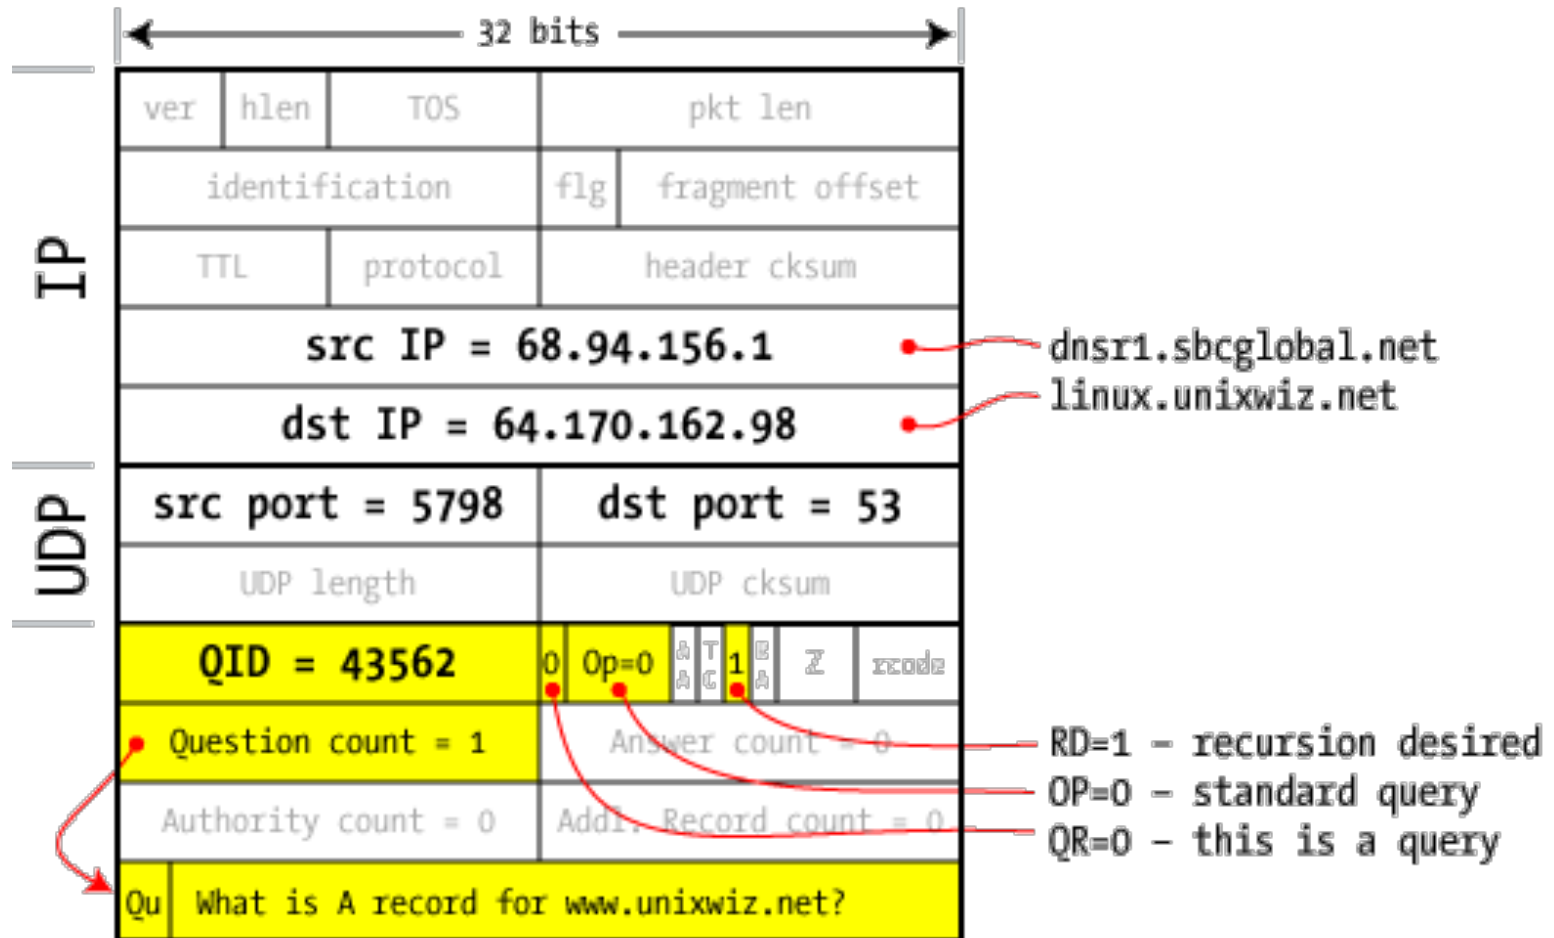 32 bits
ver hlen TOS pkt len
identification flg fragment offset
TTL protocol header cksum
IP
src IP = 68.94.156.1
dnsr1.sbcglobal.net
dst IP = 64.170.162.98
linux.unixwiz.net
UDP
src port = 5798 dst port = 53
UDP length UDP cksum
QID = 43562 0 Op=0 AA TC 1 RA Z rcode
Question count = 1 Answer count = 0
RD=1 – recursion desired
OP=0 – standard query
Authority count = 0 Addl. Record count = 0
QR=0 – this is a query
Qu What is A record for www.unixwiz.net?